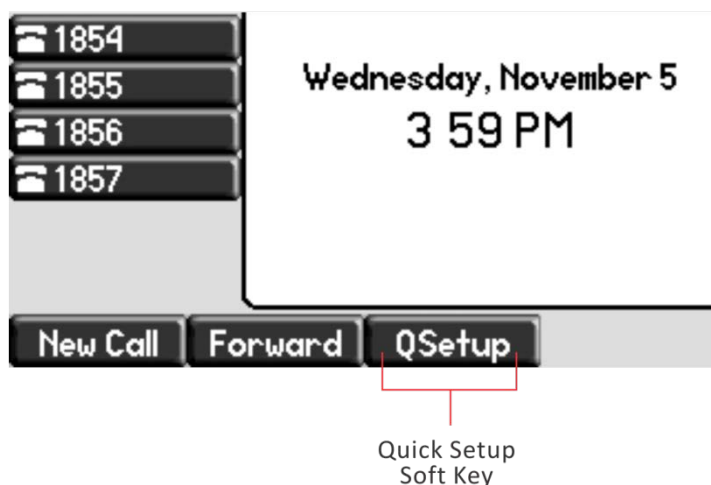 1854
1855
1856
1857
Wednesday, November 5
3 59 PM
New Call Forward QSetup
Quick Setup
Soft Key